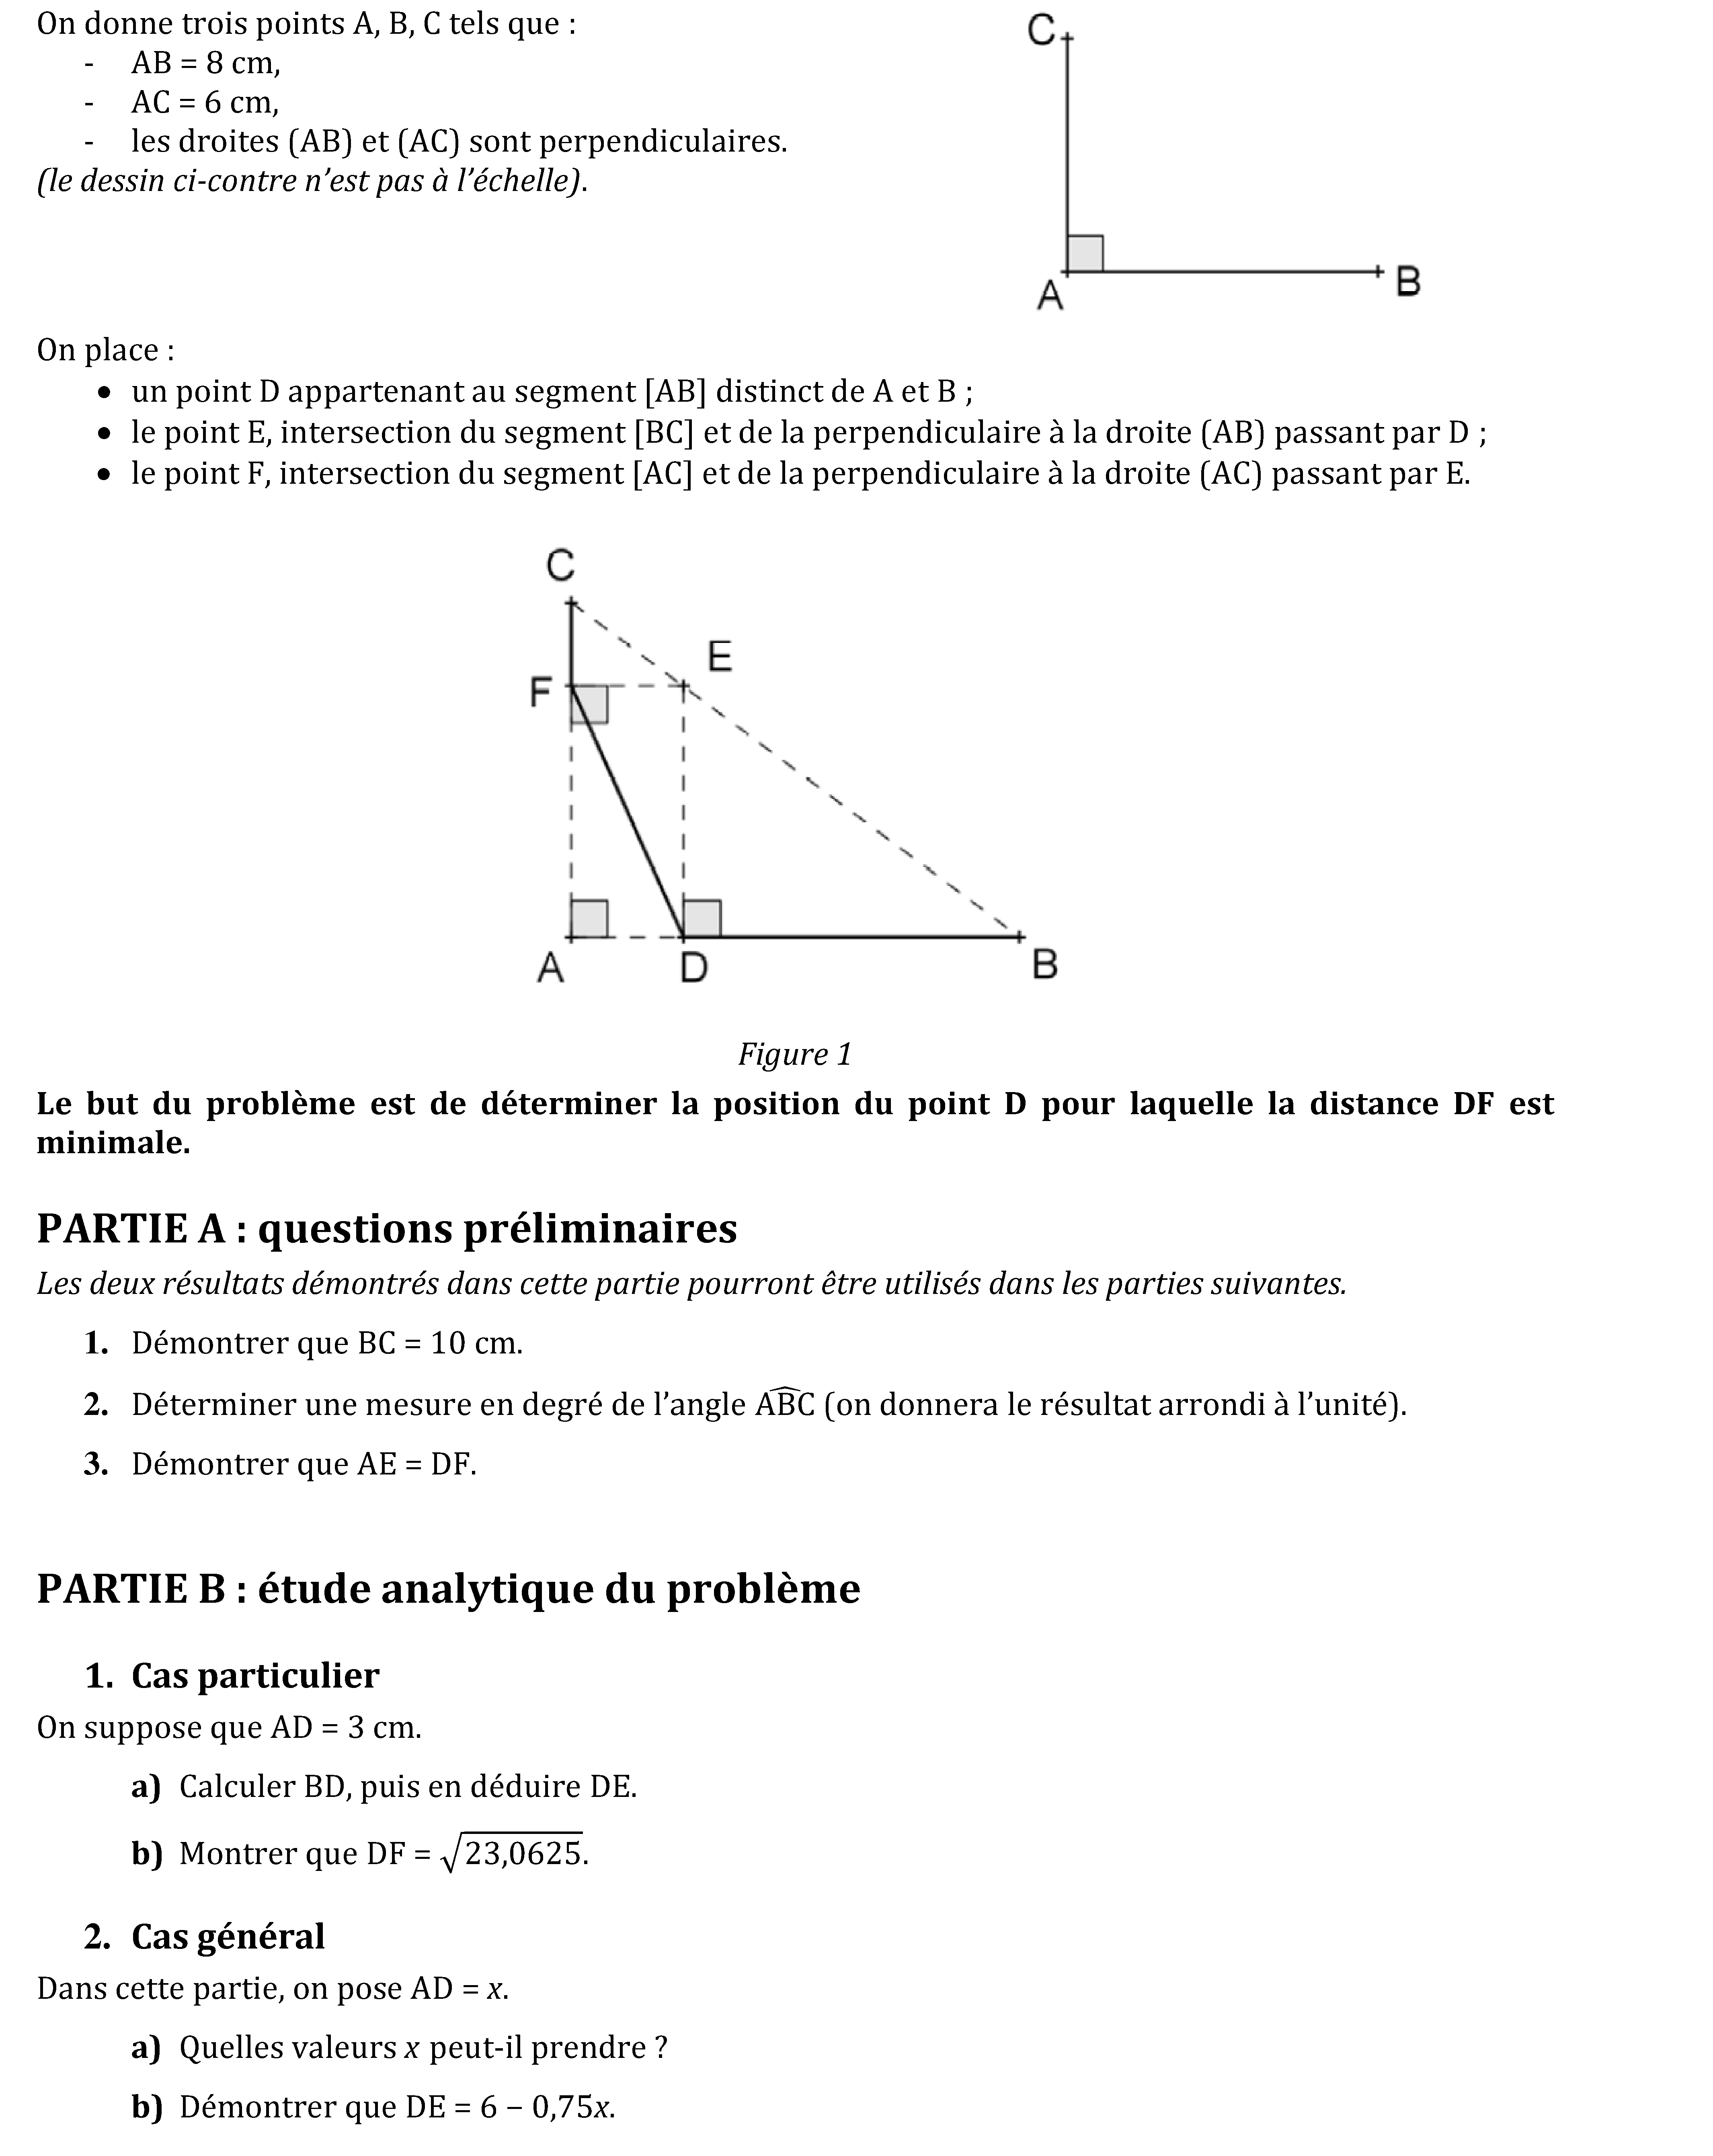 On donne trois points A, B, C tels que :
- AB = 8 cm,
- AC = 6 cm,
- les droites (AB) et (AC) sont perpendiculaires.
(le dessin ci-contre n’est pas à l’échelle).
C
A
B
On place :
• un point D appartenant au segment [AB] distinct de A et B ;
• le point E, intersection du segment [BC] et de la perpendiculaire à la droite (AB) passant par D ;
• le point F, intersection du segment [AC] et de la perpendiculaire à la droite (AC) passant par E.
C
E
F
A
D
B
Figure 1
Le but du problème est de déterminer la position du point D pour laquelle la distance DF est
minimale.
PARTIE A : questions préliminaires
Les deux résultats démontrés dans cette partie pourront être utilisés dans les parties suivantes.
1. Démontrer que BC = 10 cm.
2. Déterminer une mesure en degré de l’angle \widehat{ABC} (on donnera le résultat arrondi à l’unité).
3. Démontrer que AE = DF.
PARTIE B : étude analytique du problème
1. Cas particulier
On suppose que AD = 3 cm.
a) Calculer BD, puis en déduire DE.
b) Montrer que DF = √23,0625.
2. Cas général
Dans cette partie, on pose AD = x.
a) Quelles valeurs x peut-il prendre ?
b) Démontrer que DE = 6 − 0,75x.